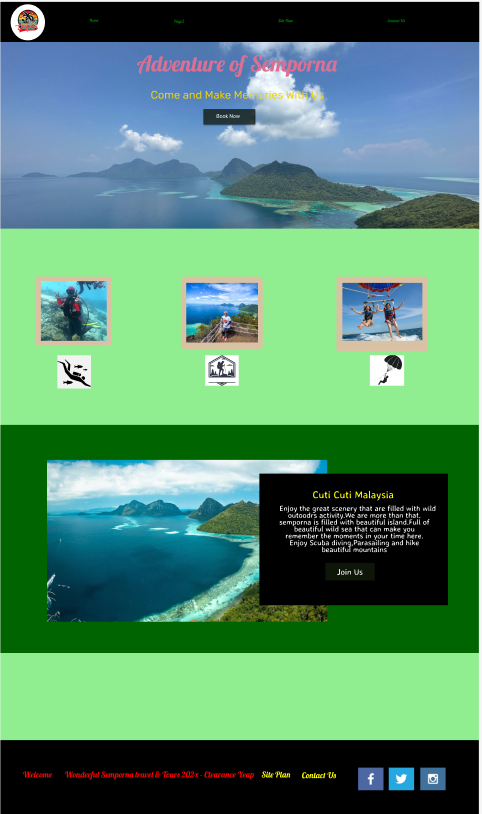 Home
Page2
Site Plan
Contact Us
Adventure of Semporna
Come and Make Memories With Us
Book Now
Cuti Cuti Malaysia
Enjoy the great scenery that are filled with wild
outoodrs activity.We are more than that,
semporna is filled with beautiful island,Full of
beautiful wild sea that can make you
remember the moments in your time here,
Enjoy Scuba diving,Parasailing and hike
beautiful mountains
Join Us
Welcome
Wonderful Semporna travel & Tours 2024 - Clearance Yeap
Site Plan
Contact Us